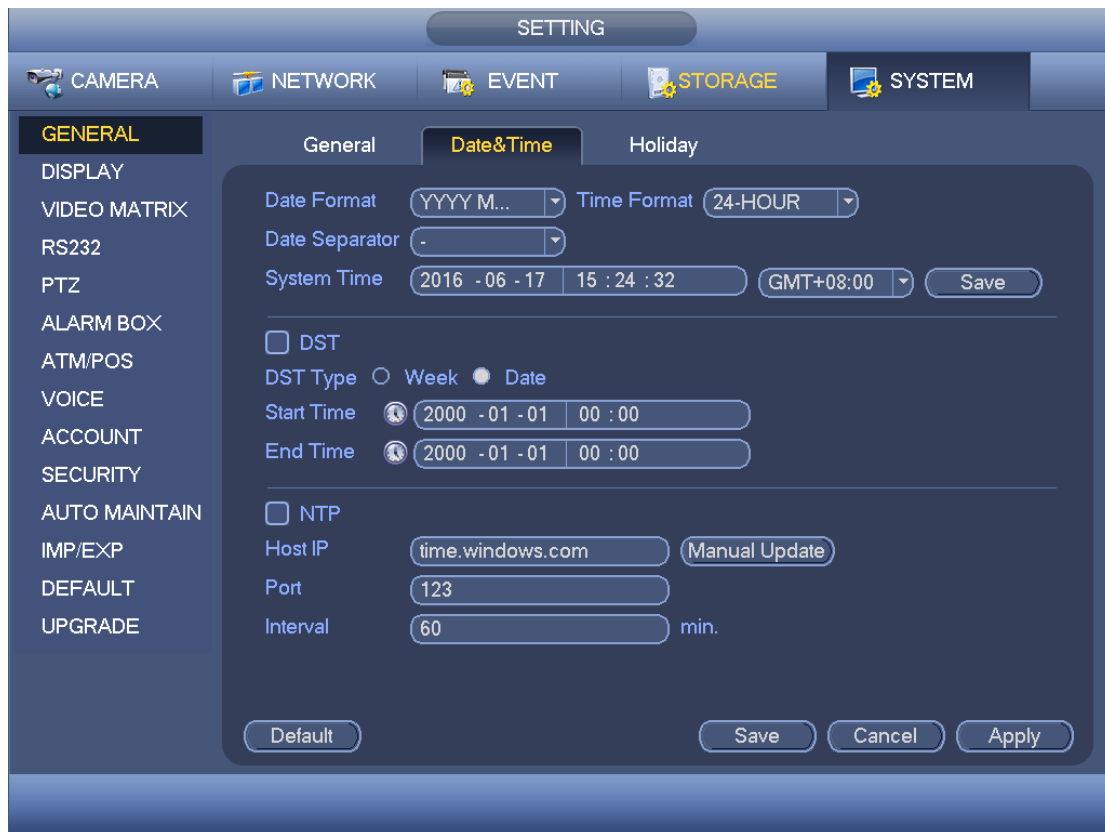 SETTING
CAMERA NETWORK EVENT STORAGE SYSTEM
GENERAL
DISPLAY
VIDEO MATRIX
RS232
PTZ
ALARM BOX
ATM/POS
VOICE
ACCOUNT
SECURITY
AUTO MAINTAIN
IMP/EXP
DEFAULT
UPGRADE
General Date&Time Holiday
Date Format YYYY M... Time Format 24-HOUR
Date Separator -
System Time 2016 -06 -17 15 :24 :32 GMT+08:00 Save
DST
DST Type Week Date
Start Time 2000 -01 -01 00 :00
End Time 2000 -01 -01 00 :00
NTP
Host IP time.windows.com Manual Update
Port 123
Interval 60 min.
Default Save Cancel Apply